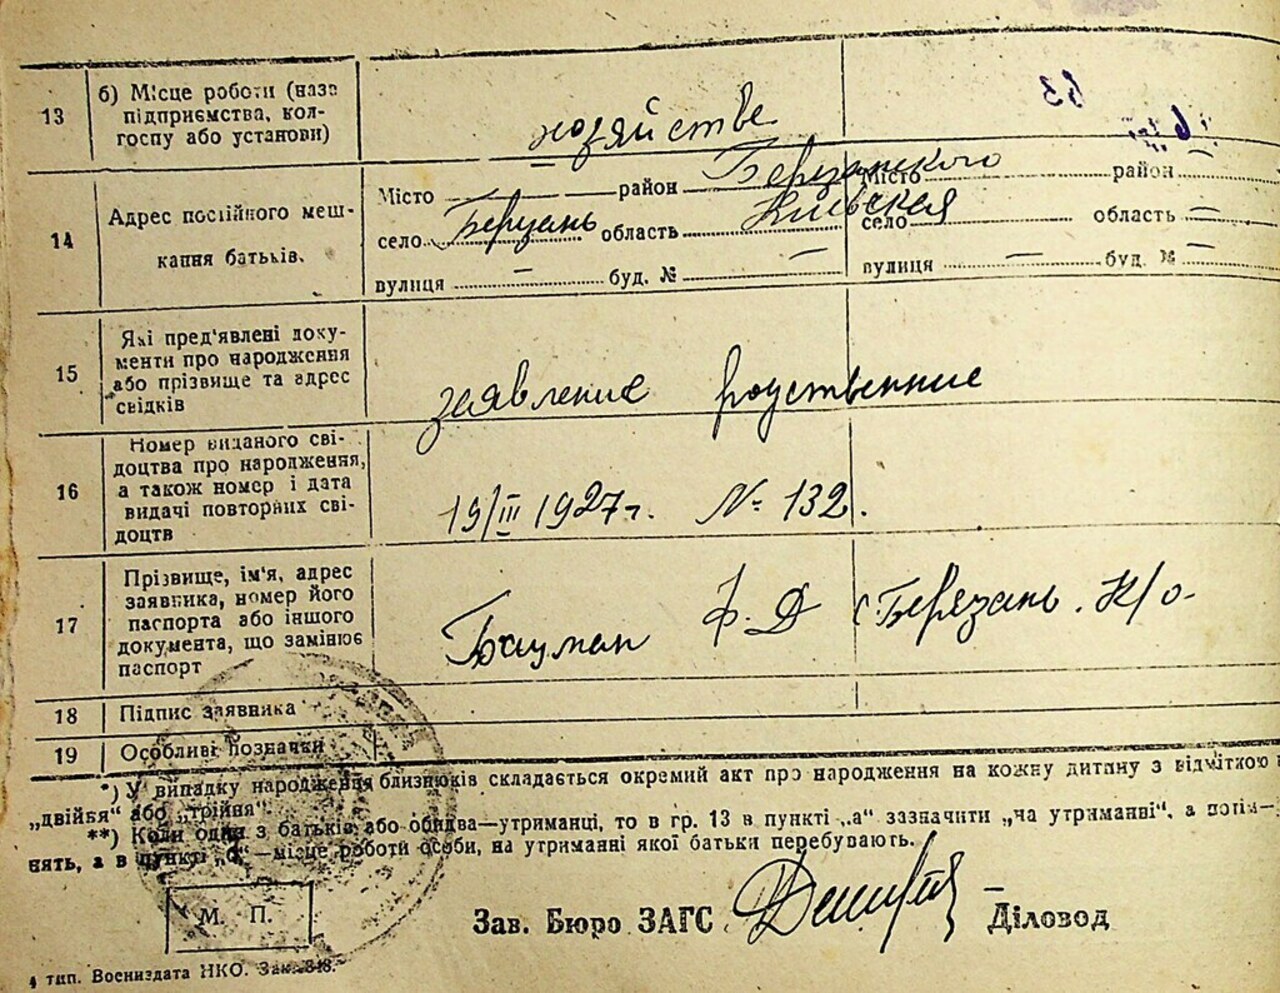 13
б) Місце роботи (назв
підприємства, кол-
госпу або установи)
хозяйстве
14
Адрес постійного меш-
кання батьків.
Місто — район Березанского
село Березань область Киевская
вулиця — буд. № —
Місто район —
село область —
вулиця — буд. № —
15
Які пред'явлені доку-
менти про народження
або прізвище та адрес
свідків
заявление родственние
16
Номер виданого сві-
доцтва про народження,
а також номер і дата
видачі повторних сві-
доцтв
19/III 1927г. № 132.
17
Прізвище, ім'я, адрес
заявника, номер його
паспорта або іншого
документа, що замінює
паспорт
Бауман Ф.Д с. Березань. К/о-
18
Підпис заявника
19
Особливі позначки
*) У випадку народження близнюків складається окремий акт про народження на кожну дитину з відміткою
„двійня“ або „трійня“.
**) Коли один з батьків або обидва—утриманці, то в гр. 13 в пункті „а“ зазначити „на утриманні“, а
нять, а в пункті „б“—місце роботи особи, на утриманні якої батьки перебувають.
М. П.
Зав. Бюро ЗАГС
Діловод
4 тип. Воениздата НКО. Зак. 848.